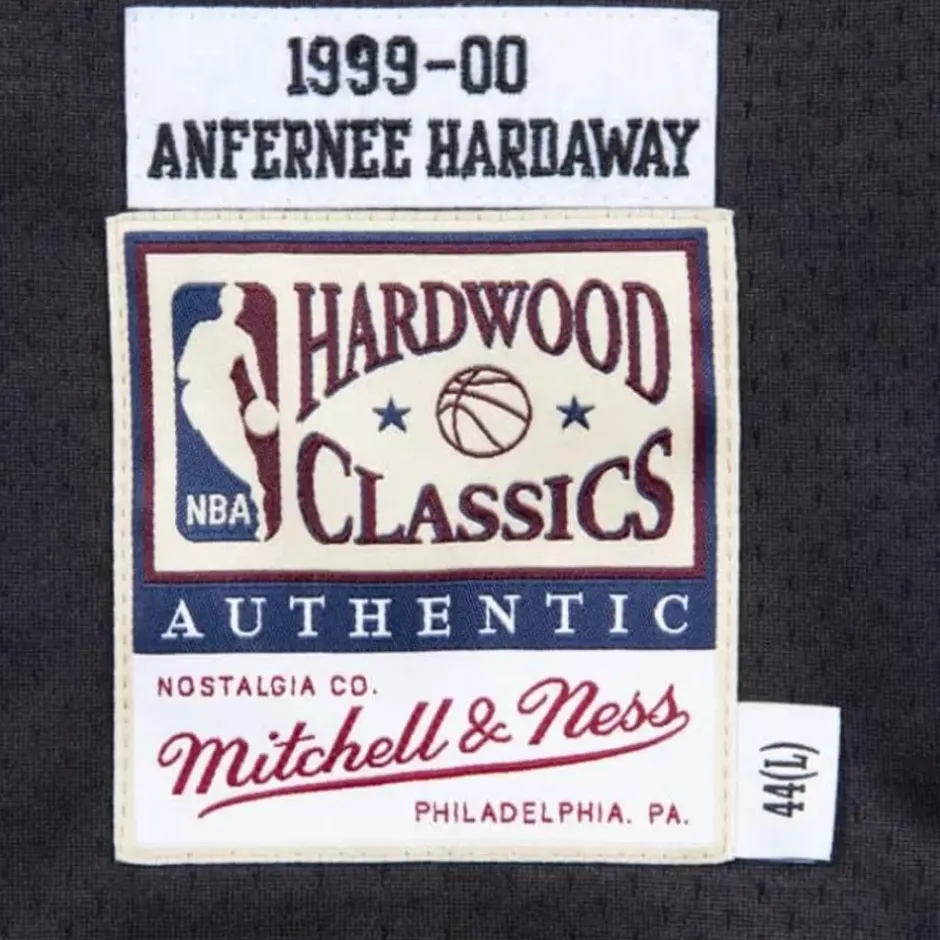 1999-00
ANFERNEE HARDAWAY
HARDWOOD
CLASSICS
NBA
AUTHENTIC
NOSTALGIA CO.
Mitchell & Ness
PHILADELPHIA. PA.
44(L)